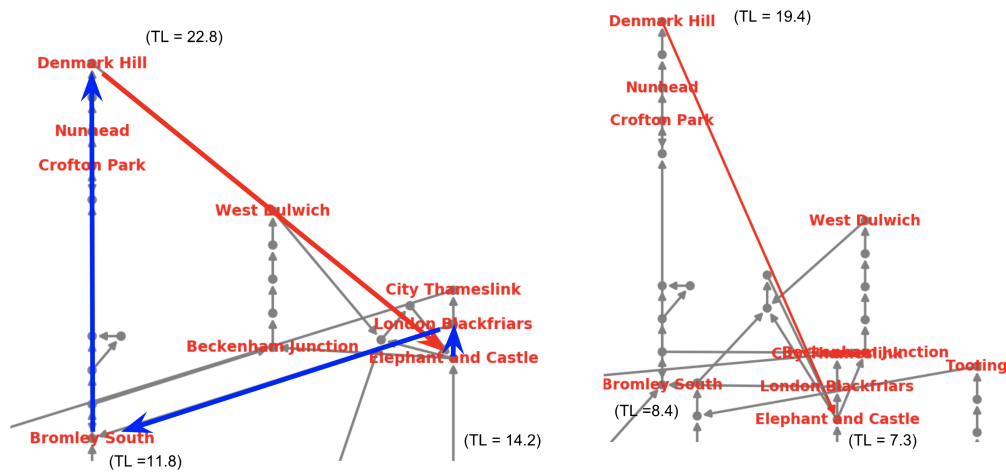 (TL = 22.8)
Denmark Hill
Nunhead
Crofton Park
West Dulwich
City Thameslink
London Blackfriars
Beckenham Junction
Elephant and Castle
Bromley South
(TL = 14.2)
(TL =11.8)
(TL = 19.4)
Denmark Hill
Nunhead
Crofton Park
West Dulwich
City Thameslink
Beckenham Junction
Tooting
Bromley South
London Blackfriars
(TL =8.4)
Elephant and Castle
(TL = 7.3)